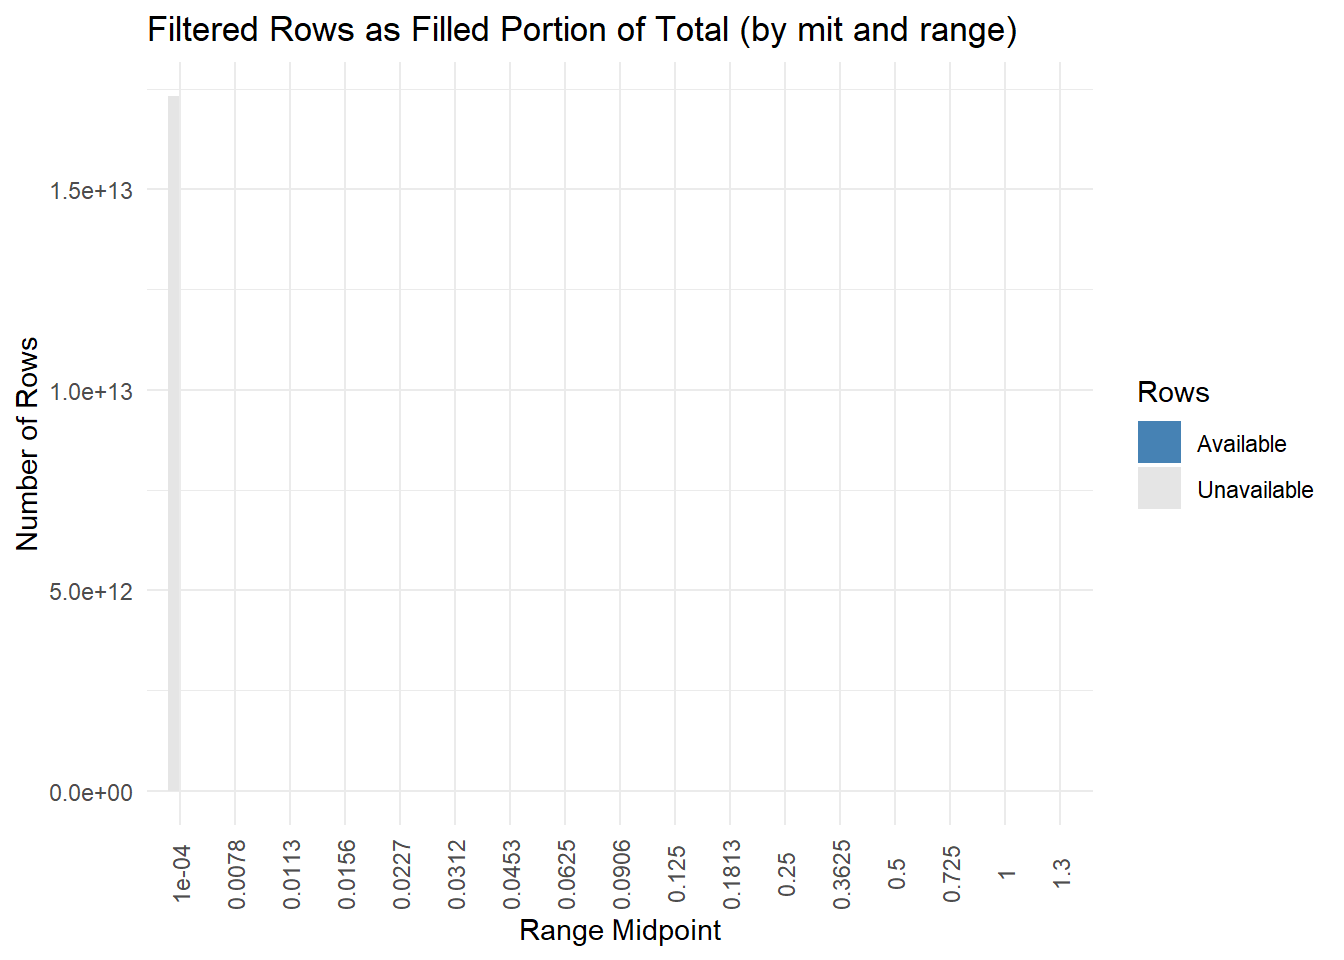 Filtered Rows as Filled Portion of Total (by mit and range)
Number of Rows
1.5e+13
1.0e+13
5.0e+12
0.0e+00
1e-04
0.0078
0.0113
0.0156
0.0227
0.0312
0.0453
0.0625
0.0906
0.125
0.1813
0.25
0.3625
0.5
0.725
1
1.3
Range Midpoint
Rows
Available
Unavailable